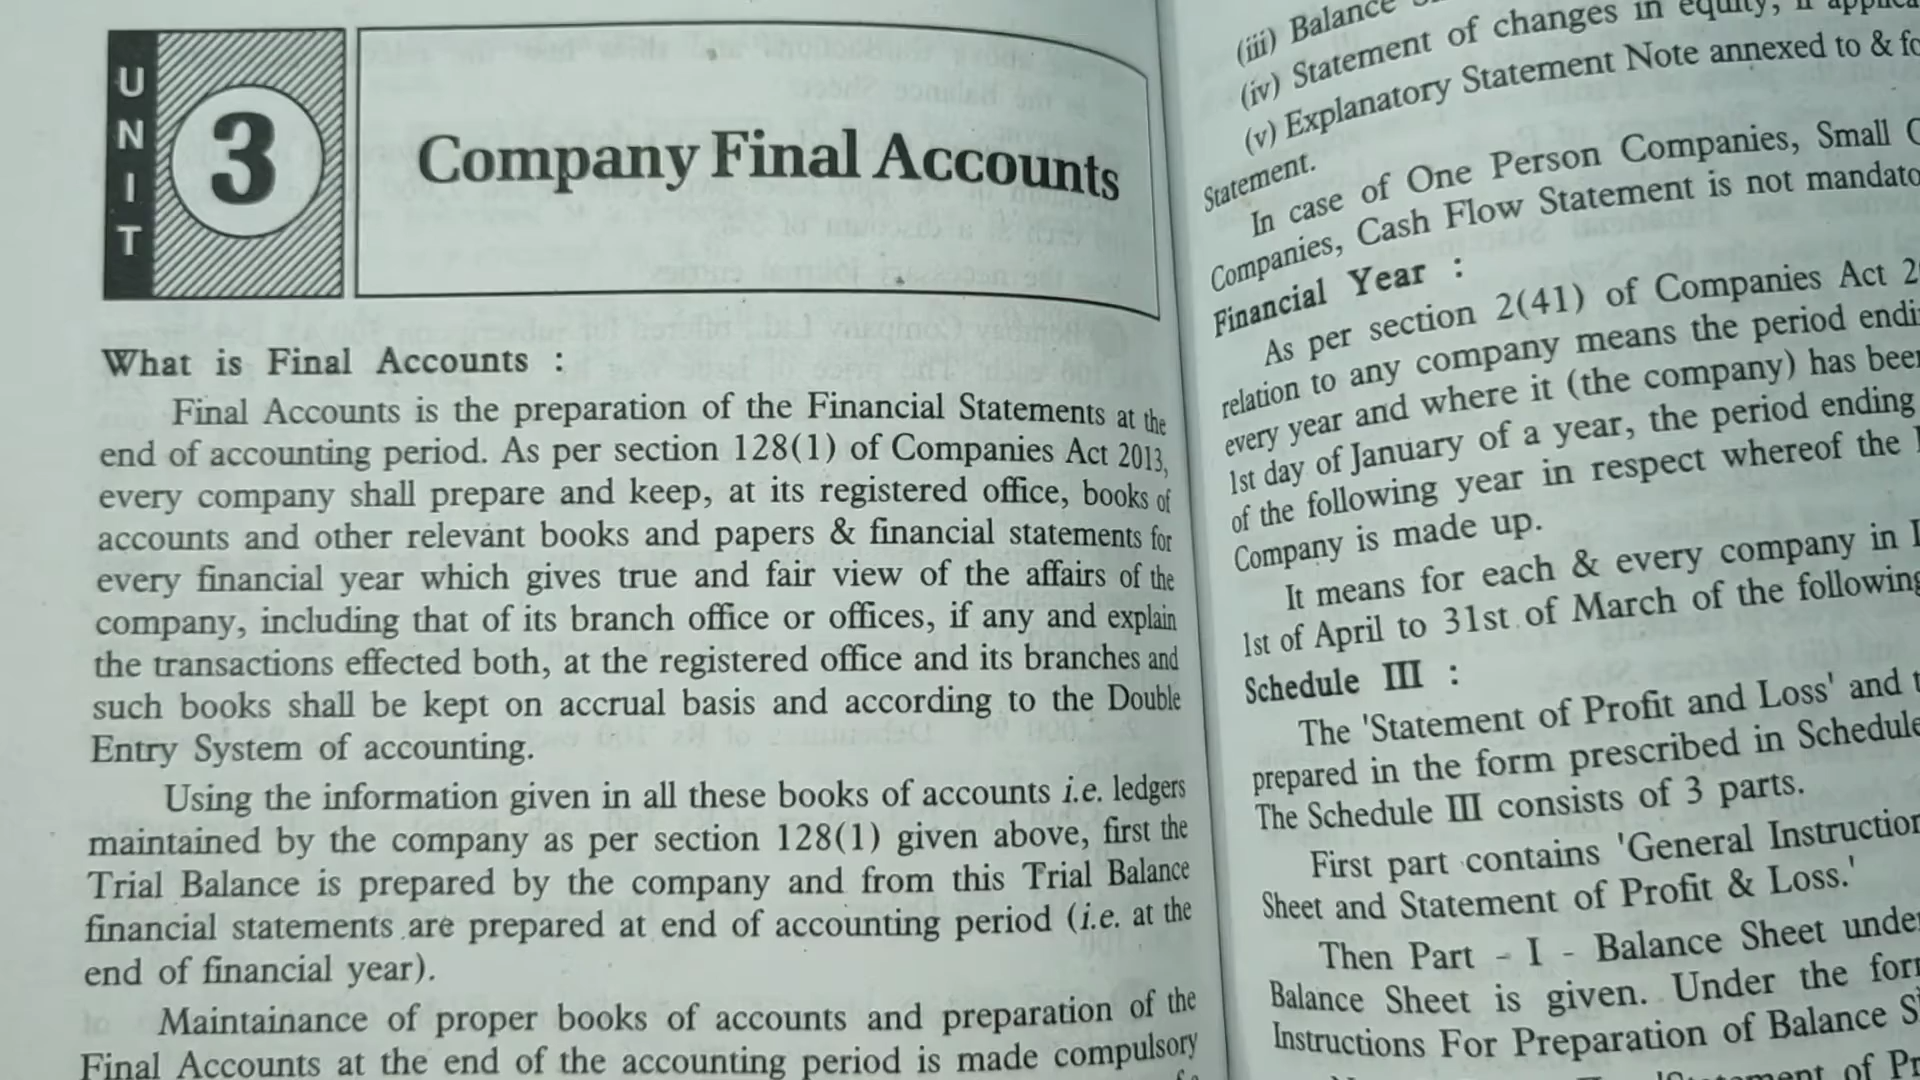 UNIT
3
Company Final Accounts
What is Final Accounts :
Final Accounts is the preparation of the Financial Statements at the
end of accounting period. As per section 128(1) of Companies Act 2013,
every company shall prepare and keep, at its registered office, books of
accounts and other relevant books and papers & financial statements for
every financial year which gives true and fair view of the affairs of the
company, including that of its branch office or offices, if any and explain
the transactions effected both, at the registered office and its branches and
such books shall be kept on accrual basis and according to the Double
Entry System of accounting.
Using the information given in all these books of accounts i.e. ledgers
maintained by the company as per section 128(1) given above, first the
Trial Balance is prepared by the company and from this Trial Balance
financial statements are prepared at end of accounting period (i.e. at the
end of financial year).
Maintainance of proper books of accounts and preparation of the
Final Accounts at the end of the accounting period is made compulsory
(iii) Balance
(iv) Statement of changes in equity, if
(v) Explanatory Statement Note annexed to &
Statement.
In case of One Person Companies, Small
Companies, Cash Flow Statement is not
Financial Year :
As per section 2(41) of Companies Act
relation to any company means the period
every year and where it (the company) has been
1st day of January of a year, the period ending
of the following year in respect whereof the
Company is made up.
It means for each & every company in
1st of April to 31st of March of the following
Schedule III :
The 'Statement of Profit and Loss' and
prepared in the form prescribed in Schedule
The Schedule III consists of 3 parts.
First part contains 'General
Sheet and Statement of Profit & Loss.'
Then Part - I - Balance Sheet under
Balance Sheet is given. Under the
Instructions For Preparation of Balance
of